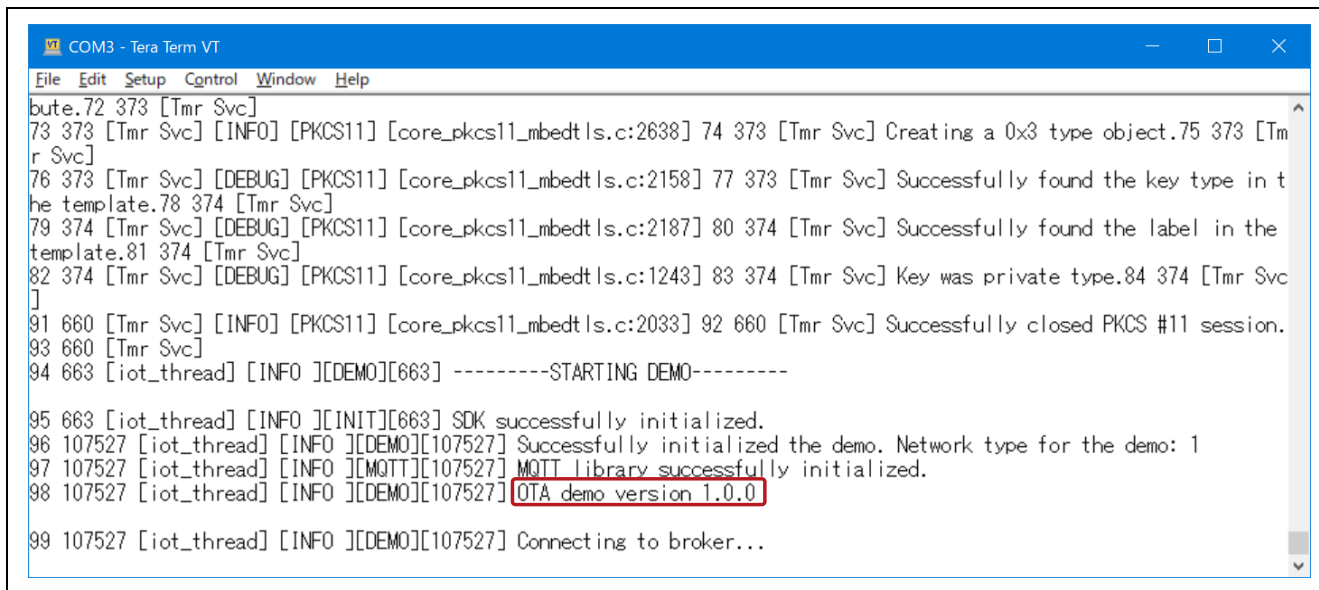 COM3 - Tera Term VT
File Edit Setup Control Window Help
bute.72 373 [Tmr Svc]
73 373 [Tmr Svc] [INFO] [PKCS11] [core_pkcs11_mbedtls.c:2638] 74 373 [Tmr Svc] Creating a 0x3 type object.75 373 [Tm
r Svc]
76 373 [Tmr Svc] [DEBUG] [PKCS11] [core_pkcs11_mbedtls.c:2158] 77 373 [Tmr Svc] Successfully found the key type in t
he template.78 374 [Tmr Svc]
79 374 [Tmr Svc] [DEBUG] [PKCS11] [core_pkcs11_mbedtls.c:2187] 80 374 [Tmr Svc] Successfully found the label in the
template.81 374 [Tmr Svc]
82 374 [Tmr Svc] [DEBUG] [PKCS11] [core_pkcs11_mbedtls.c:1243] 83 374 [Tmr Svc] Key was private type.84 374 [Tmr Svc
]
91 660 [Tmr Svc] [INFO] [PKCS11] [core_pkcs11_mbedtls.c:2033] 92 660 [Tmr Svc] Successfully closed PKCS #11 session.
93 660 [Tmr Svc]
94 663 [iot_thread] [INFO ][DEMO][663] ---------STARTING DEMO---------
95 663 [iot_thread] [INFO ][INIT][663] SDK successfully initialized.
96 107527 [iot_thread] [INFO ][DEMO][107527] Successfully initialized the demo. Network type for the demo: 1
97 107527 [iot_thread] [INFO ][MQTT][107527] MQTT library successfully initialized.
98 107527 [iot_thread] [INFO ][DEMO][107527] OTA demo version 1.0.0
99 107527 [iot_thread] [INFO ][DEMO][107527] Connecting to broker...